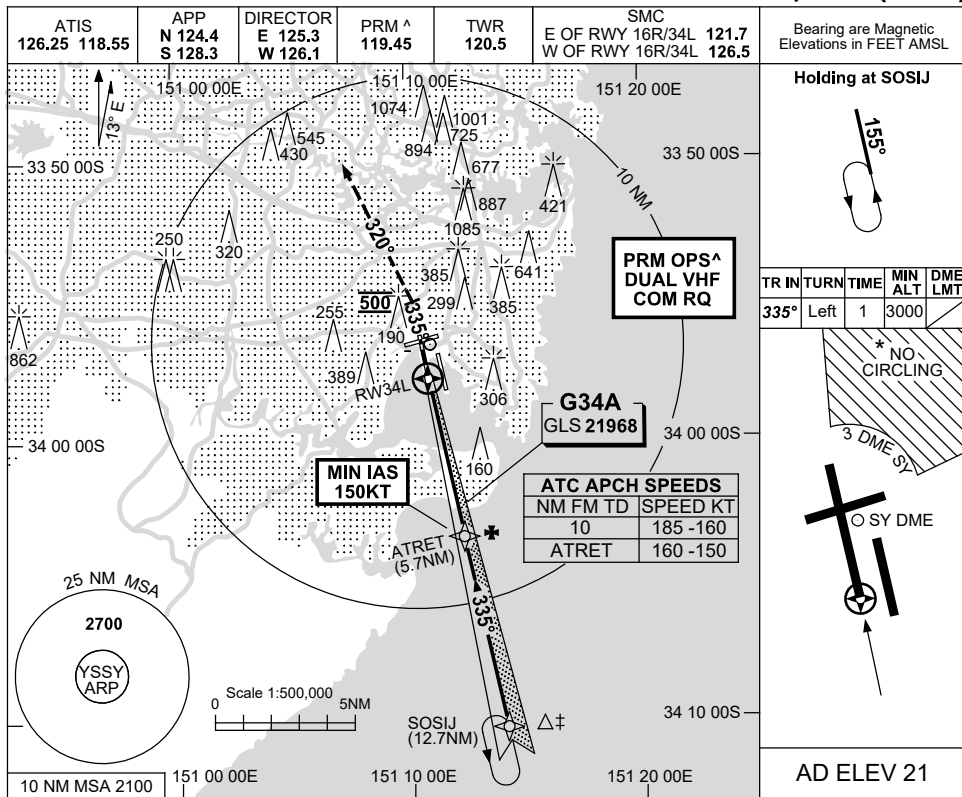 ATIS
126.25 118.55
APP
N 124.4
S 128.3
DIRECTOR
E 125.3
W 126.1
PRM ^
119.45
TWR
120.5
SMC
E OF RWY 16R/34L 121.7
W OF RWY 16R/34L 126.5
Bearing are Magnetic
Elevations in FEET AMSL
151 00 00E
151 10 00E
151 20 00E
13° E
1074
1001
545
725
430
894
33 50 00S
677
33 50 00S
10 NM
887
421
320°
320
1085
250
641
385
PRM OPS^
DUAL VHF
COM RQ
500
335°
299
385
255
190
862
389
RW34L
306
G34A
GLS 21968
34 00 00S
34 00 00S
160
MIN IAS
150KT
ATC APCH SPEEDS
NM FM TD SPEED KT
10 185 -160
ATRET 160 -150
ATRET
(5.7NM)
25 NM MSA
2700
335°
YSSY
ARP
Scale 1:500,000
0 5NM
SOSIJ
(12.7NM)
‡
34 10 00S
10 NM MSA 2100
151 00 00E
151 10 00E
151 20 00E
Holding at SOSIJ
155°
TR IN TURN TIME MIN ALT DME LMT
335° Left 1 3000
* NO
CIRCLING
3 DME SY
SY DME
AD ELEV 21